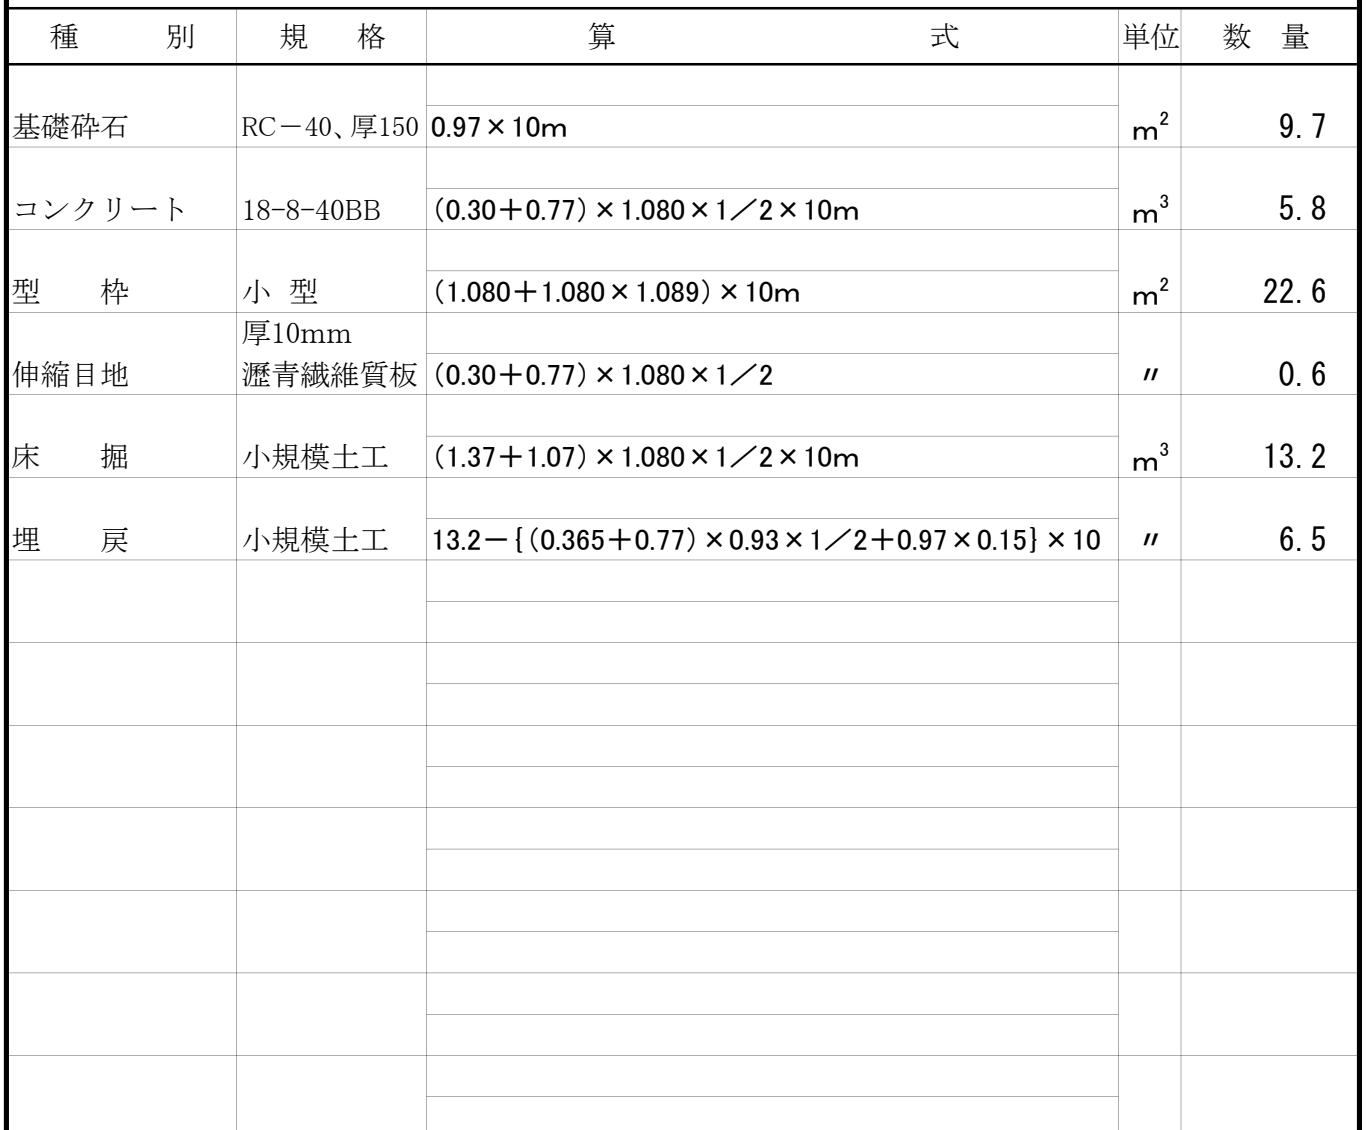 種 別 規 格 算 式 単位 数 量
基礎砕石 RC－40、厚150 0.97×10m m² 9.7
コンクリート 18-8-40BB (0.30＋0.77)×1.080×1／2×10m m³ 5.8
型 枠 小 型 (1.080＋1.080×1.089)×10m m² 22.6
厚10mm
伸縮目地 瀝青繊維質板 (0.30＋0.77)×1.080×1／2 〃 0.6
床 掘 小規模土工 (1.37＋1.07)×1.080×1／2×10m m³ 13.2
埋 戻 小規模土工 13.2－{(0.365＋0.77)×0.93×1／2＋0.97×0.15}×10 〃 6.5